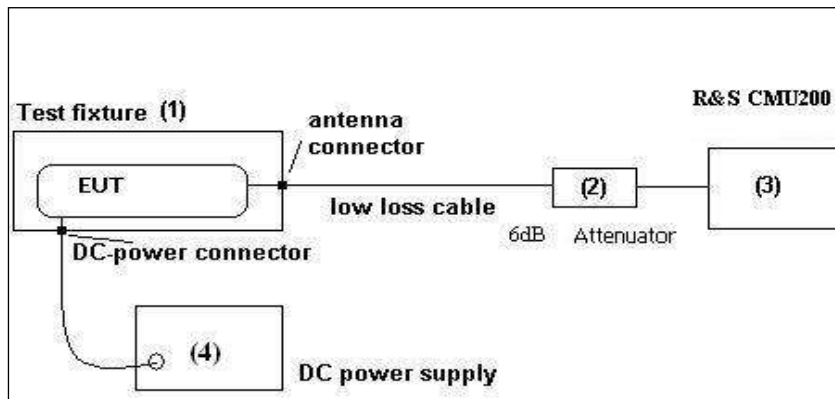 R&S CMU200
Test fixture (1)
antenna
connector
EUT
(2)
(3)
low loss cable
6dB Attenuator
DC-power connector
(4)
DC power supply